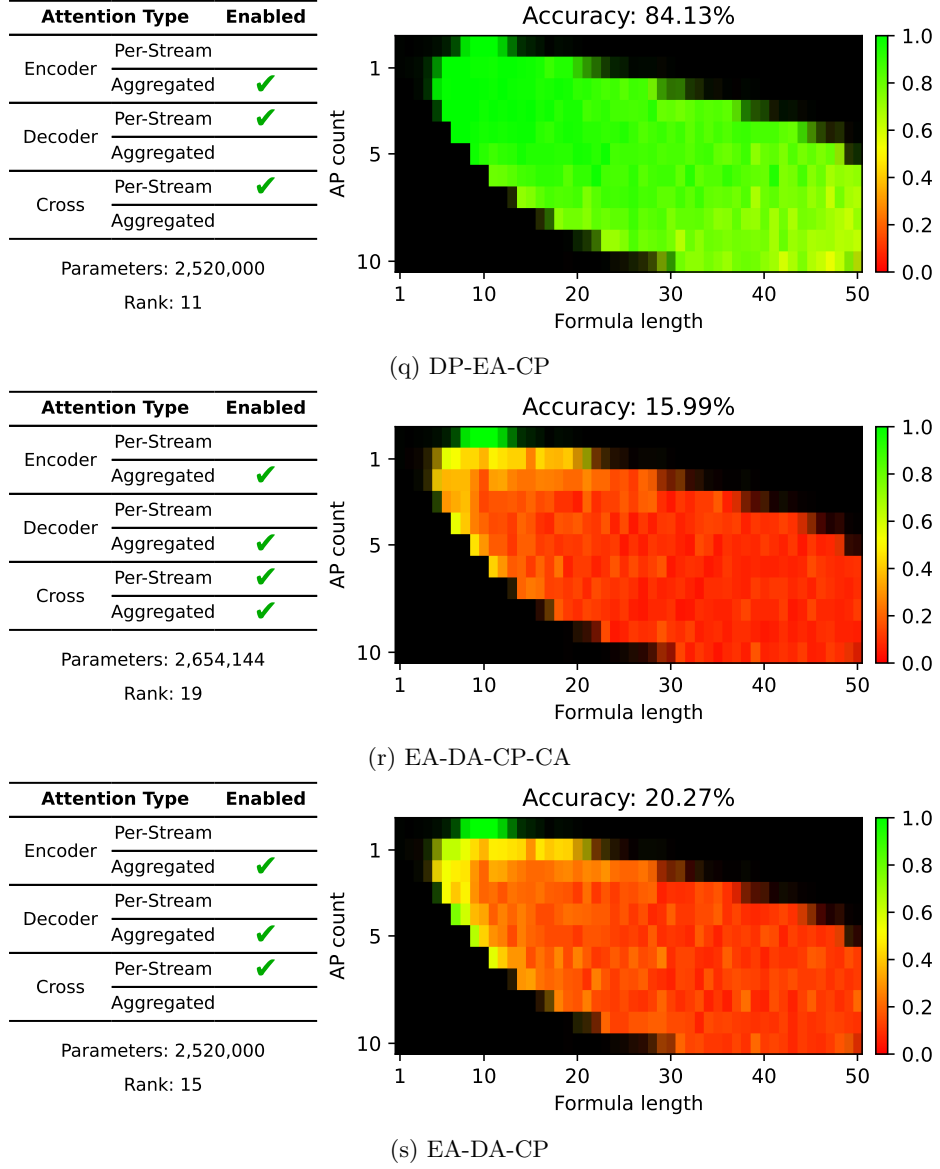 Attention Type Enabled
Encoder
Per-Stream
Aggregated ✔
Decoder
Per-Stream ✔
Aggregated
Cross
Per-Stream ✔
Aggregated
Parameters: 2,520,000
Rank: 11
Accuracy: 84.13%
AP count
1
5
10
1 10 20 30 40 50
Formula length
1.0
0.8
0.6
0.4
0.2
0.0
(q) DP-EA-CP
Attention Type Enabled
Encoder
Per-Stream
Aggregated ✔
Decoder
Per-Stream
Aggregated ✔
Cross
Per-Stream ✔
Aggregated ✔
Parameters: 2,654,144
Rank: 19
Accuracy: 15.99%
AP count
1
5
10
1 10 20 30 40 50
Formula length
1.0
0.8
0.6
0.4
0.2
0.0
(r) EA-DA-CP-CA
Attention Type Enabled
Encoder
Per-Stream
Aggregated ✔
Decoder
Per-Stream
Aggregated ✔
Cross
Per-Stream ✔
Aggregated
Parameters: 2,520,000
Rank: 15
Accuracy: 20.27%
AP count
1
5
10
1 10 20 30 40 50
Formula length
1.0
0.8
0.6
0.4
0.2
0.0
(s) EA-DA-CP